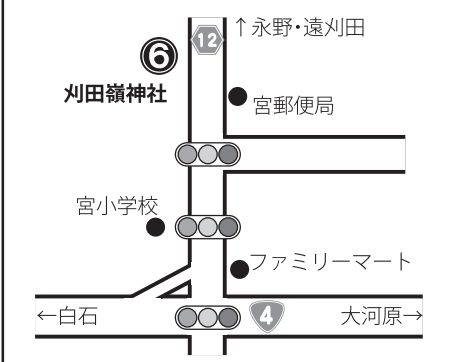 ↑永野・遠刈田
12
❻
刈田嶺神社
宮郵便局
宮小学校
ファミリーマート
←白石
4
大河原→